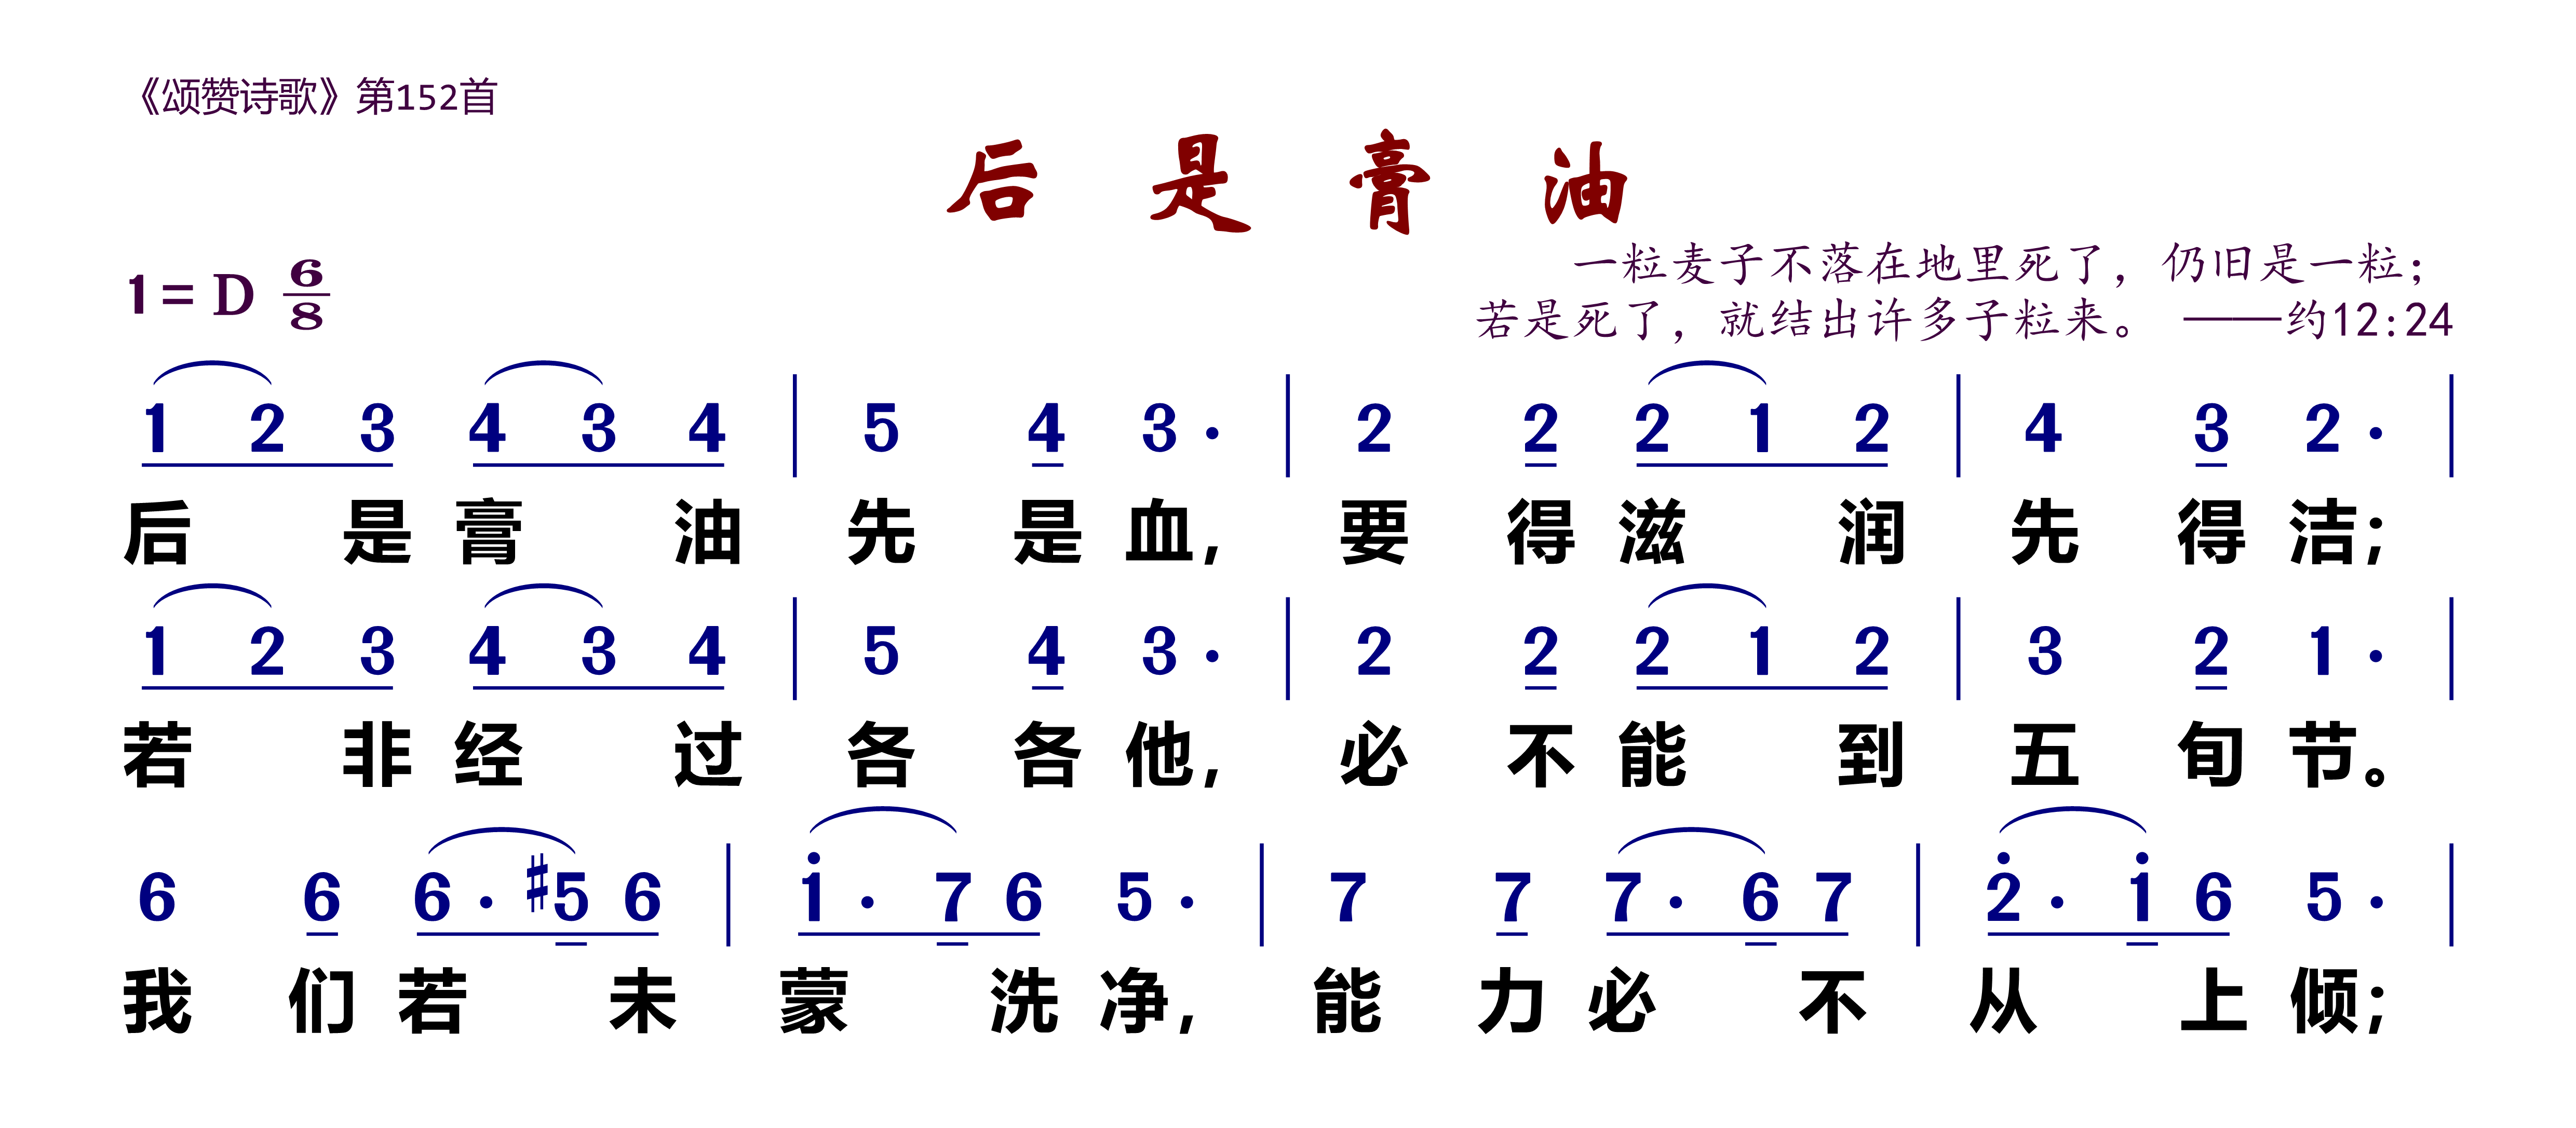 《颂赞诗歌》第152首
后是膏油
一粒麦子不落在地里死了，仍旧是一粒；
1=D 6/8
若是死了，就结出许多子粒来。 ——约12:24
1 2 3 4 3 4 | 5 4 3· | 2 2 2 1 2 | 4 3 2· |
后是膏油先是血，要得滋润先得洁；
1 2 3 4 3 4 | 5 4 3· | 2 2 2 1 2 | 3 2 1· |
若非经过各各他，必不能到五旬节。
6 6 6· #5 6 | i· 7 6 5· | 7 7 7· 6 7 | 2̇· i 6 5· |
我们若未蒙洗净，能力必不从上倾；